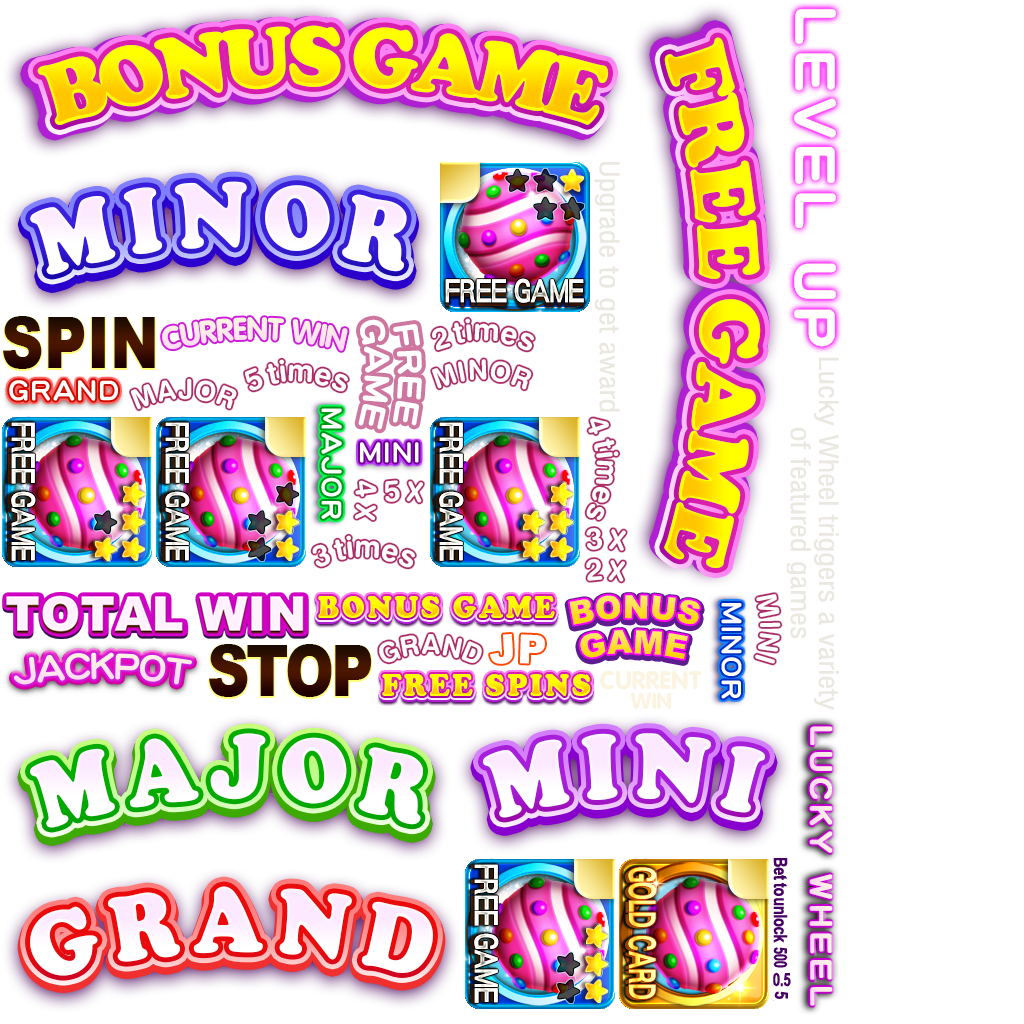 BONUS GAME
FREE GAME
LEVEL UP
MINOR
FREE GAME
Upgrade to get award
SPIN
CURRENT WIN
FREE
GAME
2 times
GRAND
MAJOR
5 times
MINOR
Lucky Wheel triggers a variety
of featured games
FREE GAME
FREE GAME
MAJOR
MINI
4 X
5 X
FREE GAME
4 times
3 times
3 X
2 X
TOTAL WIN
BONUS GAME
BONUS
GAME
MINOR
MINI
JACKPOT
STOP
GRAND
JP
FREE SPINS
CURRENT
WIN
MAJOR
MINI
LUCKY WHEEL
GRAND
FREE GAME
GOLD CARD
Bet to unlock 500
5